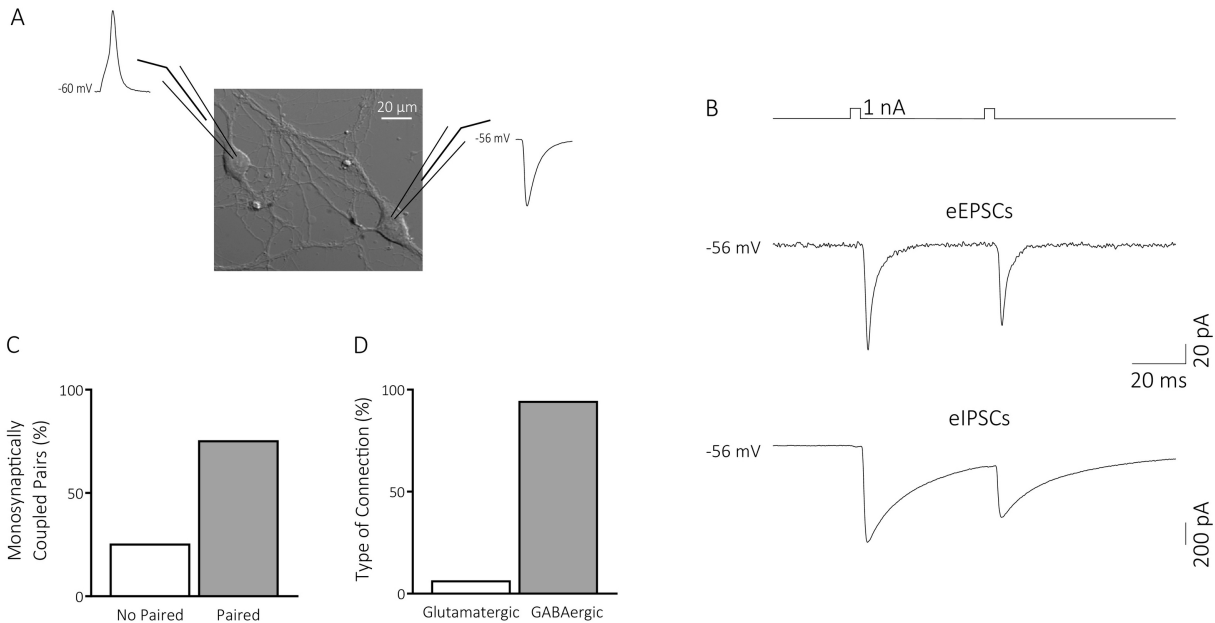 A
-60 mV
20 µm
-56 mV
B
1 nA
eEPSCs
-56 mV
20 pA
20 ms
eIPSCs
-56 mV
200 pA
C
Monosynaptically
Coupled Pairs (%)
100
50
0
No Paired
Paired
D
Type of Connection (%)
100
50
0
Glutamatergic
GABAergic